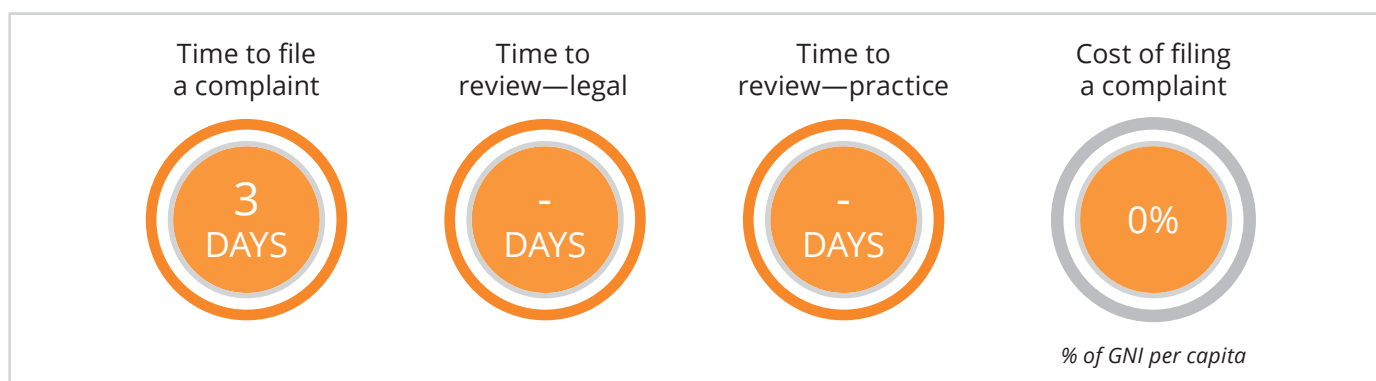 Time to file
a complaint
Time to
review—legal
Time to
review—practice
Cost of filing
a complaint
3
DAYS
-
DAYS
-
DAYS
0%
% of GNI per capita